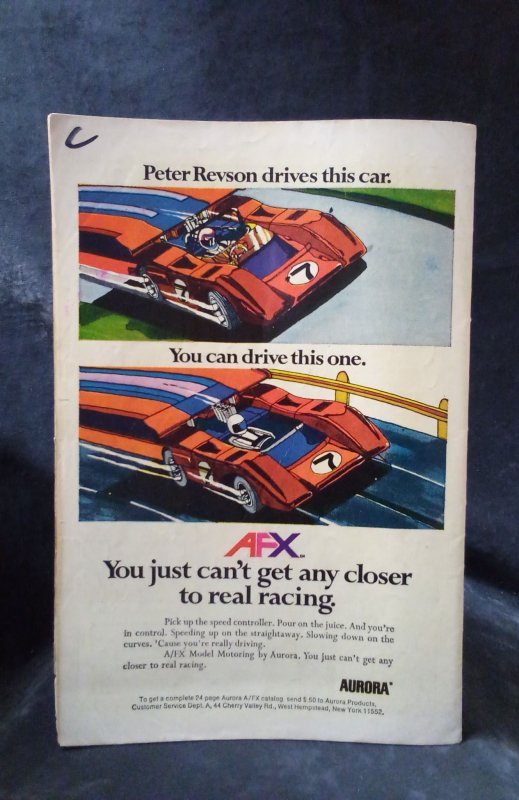 Peter Revson drives this car.
7
7
You can drive this one.
7
7
AFX
You just can't get any closer
to real racing.
Pick up the speed controller. Pour on the juice. And you're
in control. Speeding up on the straightaway. Slowing down on the
curves. 'Cause you're really driving.
A/FX Model Motoring by Aurora. You just can't get any
closer to real racing.
AURORA®
To get a complete 24 page Aurora A/FX catalog send $.50 to Aurora Products,
Customer Service Dept. A, 44 Cherry Valley Rd., West Hempstead, New York 11552.